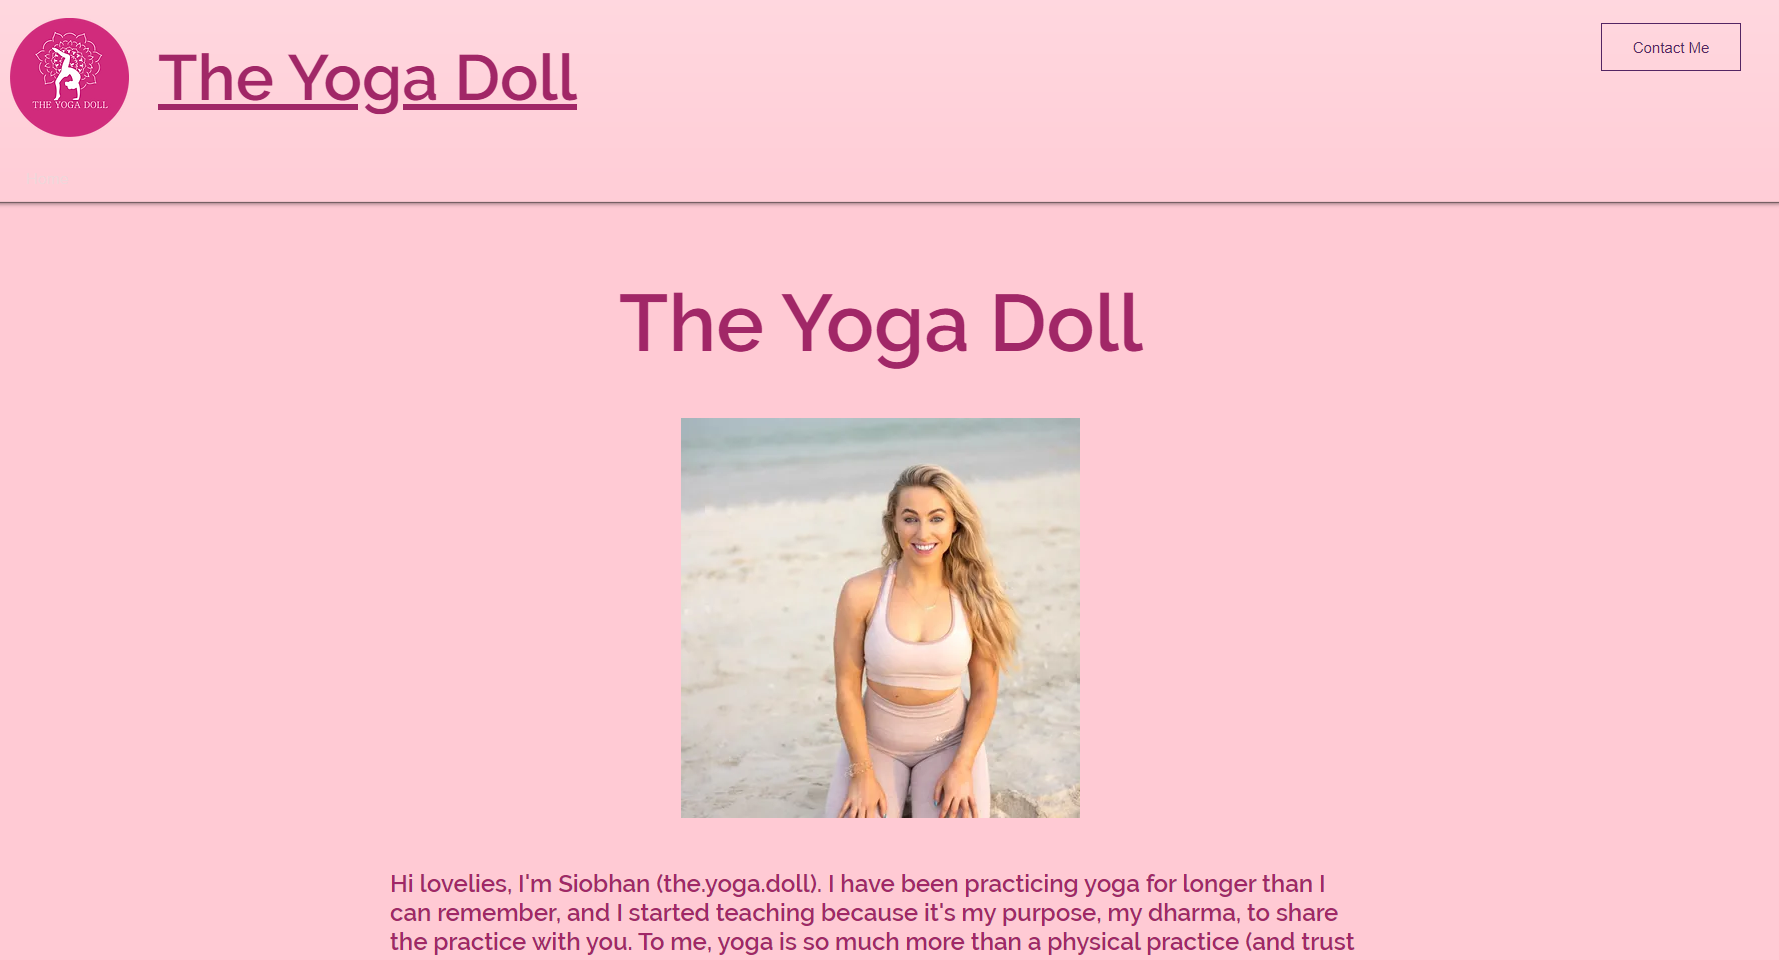 THE YOGA DOLL
The Yoga Doll
Contact Me
The Yoga Doll
Hi lovelies, I'm Siobhan (the.yoga.doll). I have been practicing yoga for longer than I
can remember, and I started teaching because it's my purpose, my dharma, to share
the practice with you. To me, yoga is so much more than a physical practice (and trust